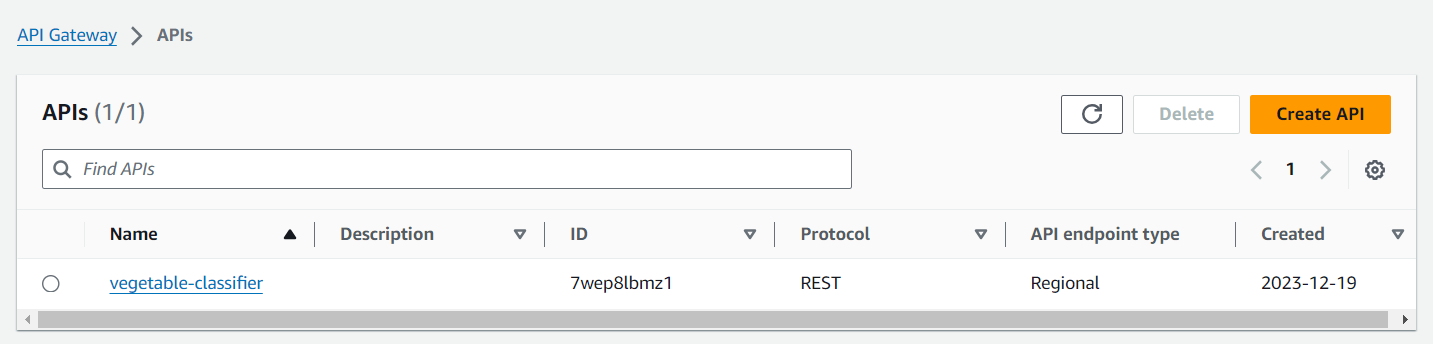 API Gateway > APIs
APIs (1/1)
Delete
Create API
Find APIs
1
Name Description ID Protocol API endpoint type Created
vegetable-classifier 7wep8lbmz1 REST Regional 2023-12-19